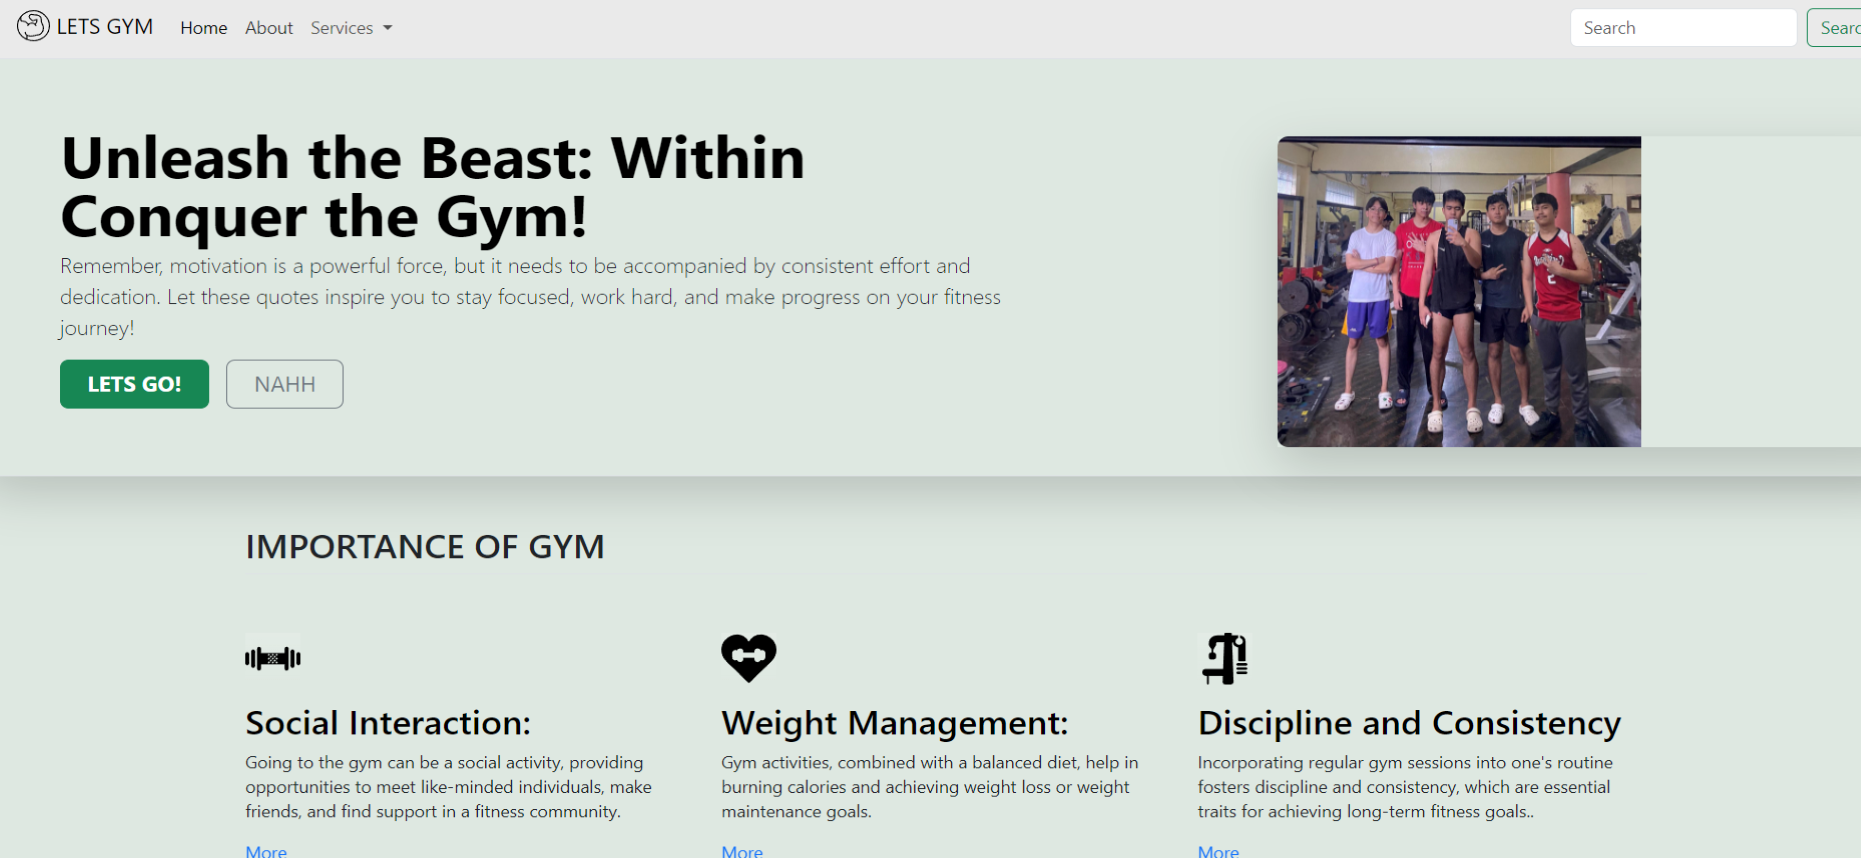 LETS GYM Home About Services Search Searc
Unleash the Beast: Within
Conquer the Gym!
Remember, motivation is a powerful force, but it needs to be accompanied by consistent effort and
dedication. Let these quotes inspire you to stay focused, work hard, and make progress on your fitness
journey!
LETS GO! NAHH
IMPORTANCE OF GYM
Social Interaction:
Going to the gym can be a social activity, providing
opportunities to meet like-minded individuals, make
friends, and find support in a fitness community.
More
Weight Management:
Gym activities, combined with a balanced diet, help in
burning calories and achieving weight loss or weight
maintenance goals.
More
Discipline and Consistency
Incorporating regular gym sessions into one's routine
fosters discipline and consistency, which are essential
traits for achieving long-term fitness goals..
More